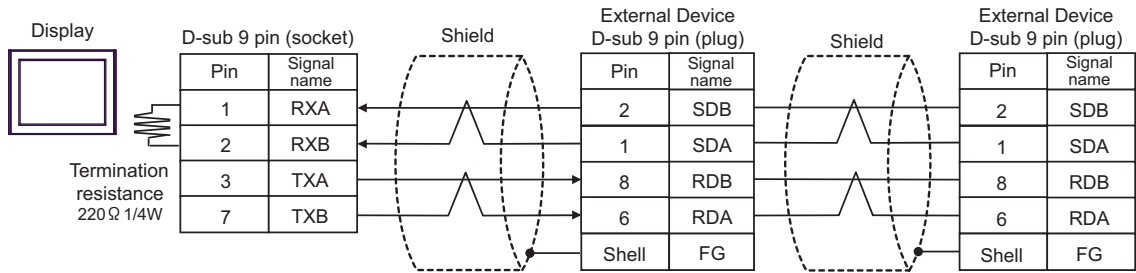 Display
D-sub 9 pin (socket)
Pin Signal name
1 RXA
2 RXB
3 TXA
7 TXB
Termination
resistance
220 Ω 1/4W
Shield
External Device
D-sub 9 pin (plug)
Pin Signal name
2 SDB
1 SDA
8 RDB
6 RDA
Shell FG
Shield
External Device
D-sub 9 pin (plug)
Pin Signal name
2 SDB
1 SDA
8 RDB
6 RDA
Shell FG